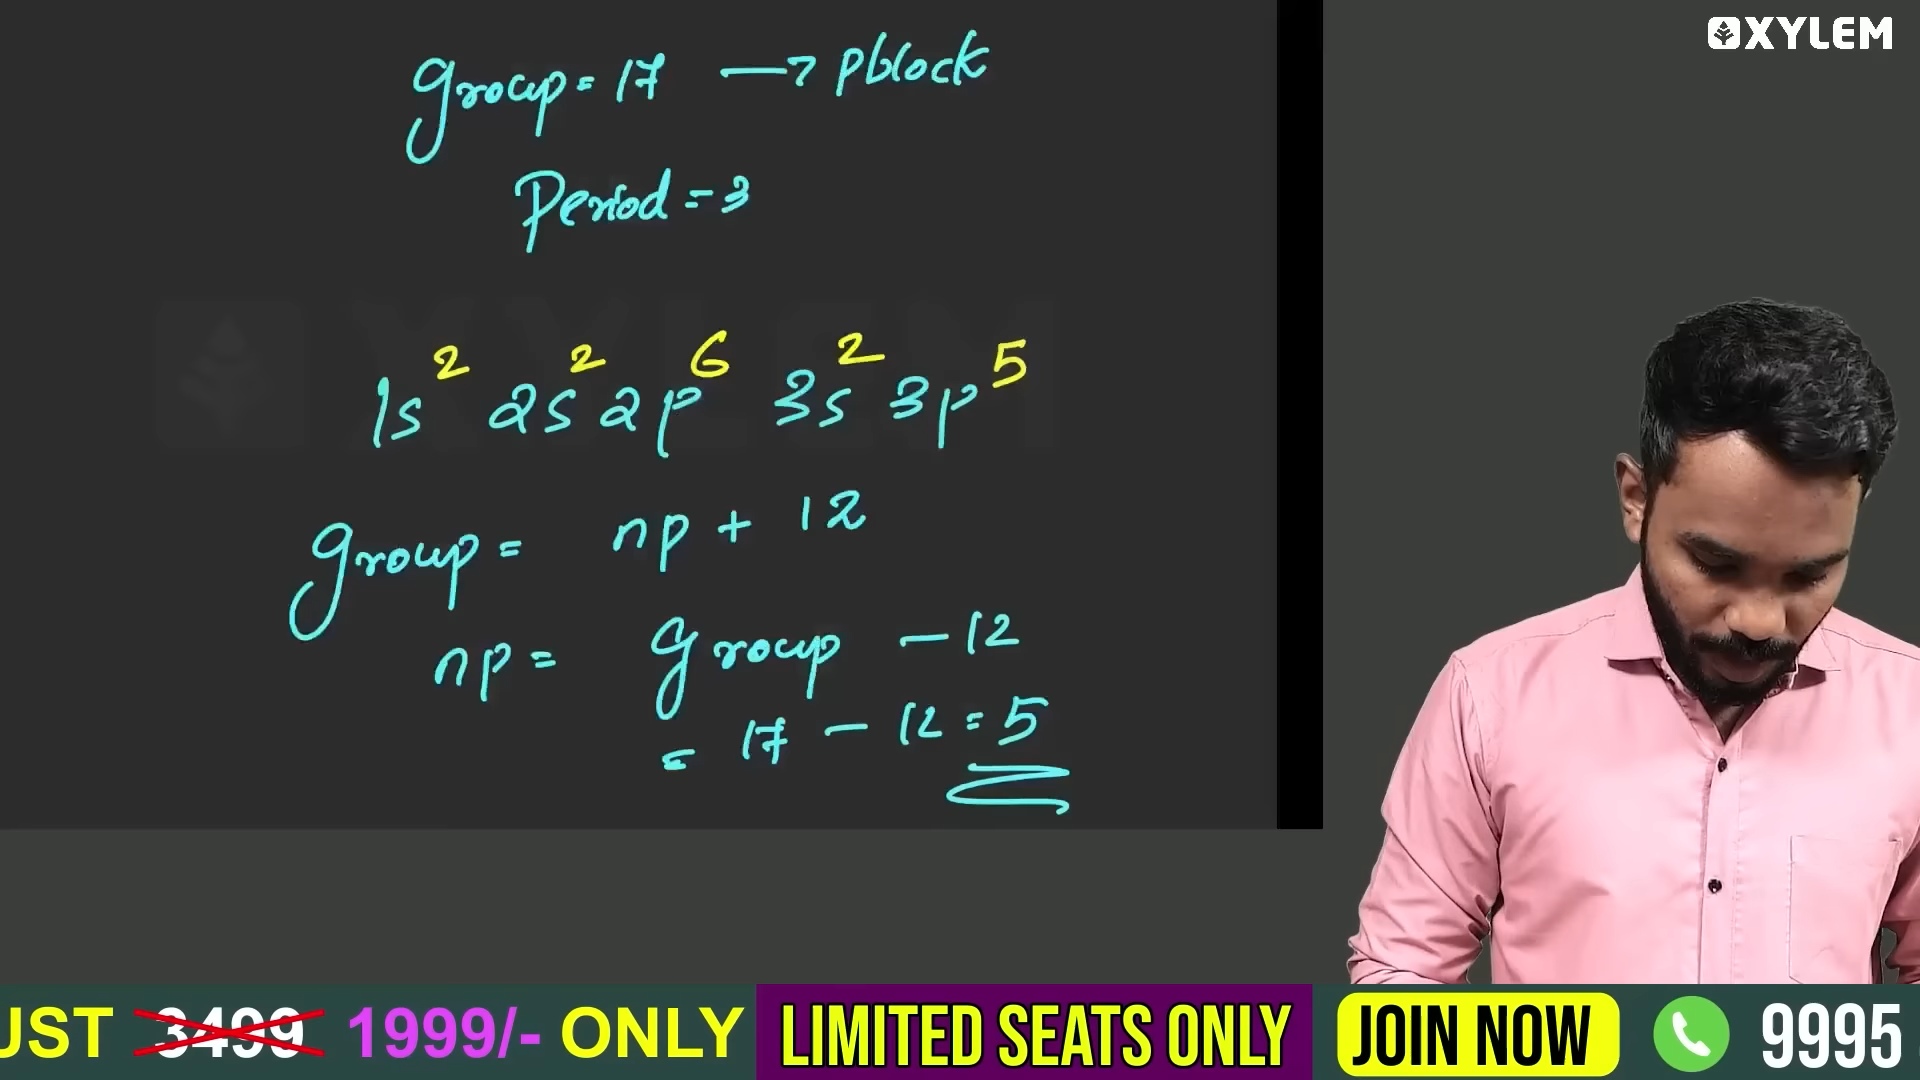 XYLEM
group = 17 → pblock
Period = 3
1s² 2s² 2p⁶ 3s² 3p⁵
group = np + 12
np = group – 12
= 17 – 12 = 5
UST 3499 1999/- ONLY
LIMITED SEATS ONLY
JOIN NOW
9995